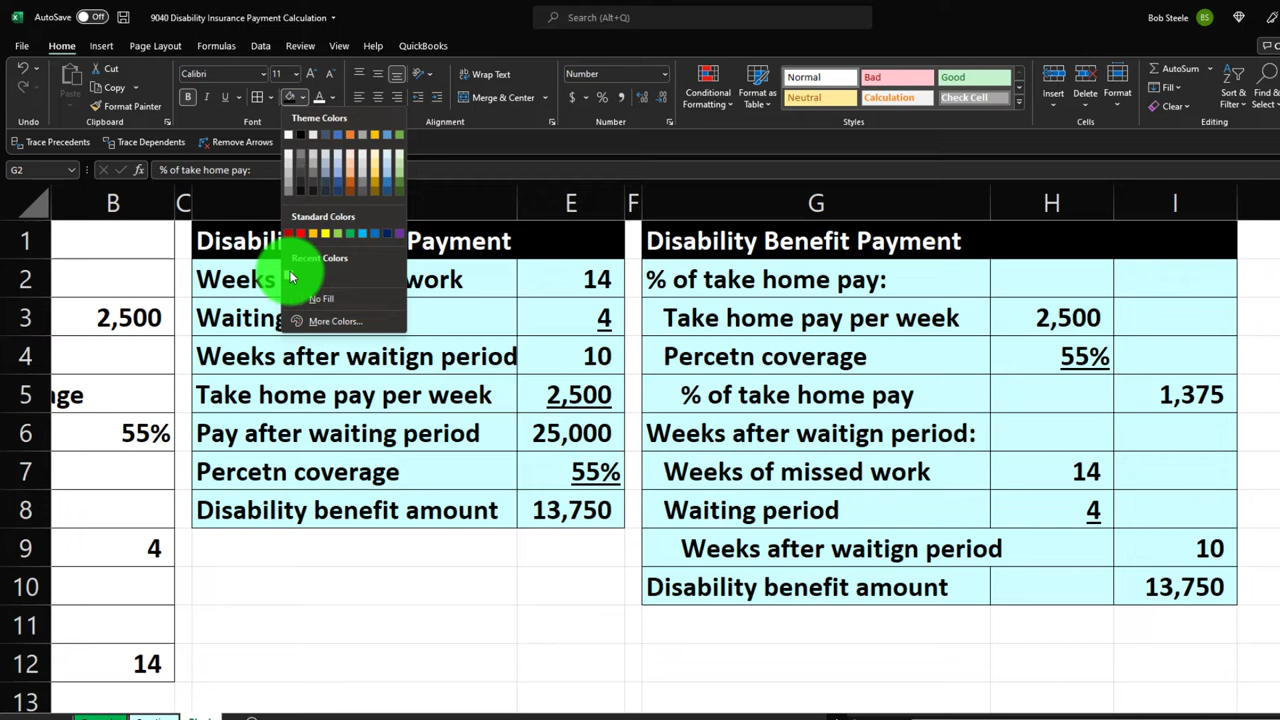 AutoSave Off 9040 Disability Insurance Payment Calculation Search (Alt+Q) Bob Steele BS
File Home Insert Page Layout Formulas Data Review View Help QuickBooks
Undo
Paste
Cut
Copy
Format Painter
Clipboard
Calibri 11
B I U
Font
Wrap Text
Merge & Center
Alignment
Number
$ % 
Number
Conditional Formatting
Format as Table
Normal Bad Good
Neutral Calculation Check Cell
Styles
Insert Delete Format
Cells
AutoSum
Fill
Clear
Sort & Filter
Editing
Trace Precedents Trace Dependents Remove Arrows
G2 fx % of take home pay:
Theme Colors
Standard Colors
Recent Colors
No Fill
More Colors...
B C E F G H I
1 Disabili Payment Disability Benefit Payment
2 Weeks work 14 % of take home pay:
3 2,500 Waiting 4 Take home pay per week 2,500
4 Weeks after waitign period 10 Percetn coverage 55%
5 ge Take home pay per week 2,500 % of take home pay 1,375
6 55% Pay after waiting period 25,000 Weeks after waitign period:
7 Percetn coverage 55% Weeks of missed work 14
8 Disability benefit amount 13,750 Waiting period 4
9 4 Weeks after waitign period 10
10 Disability benefit amount 13,750
11
12 14
13